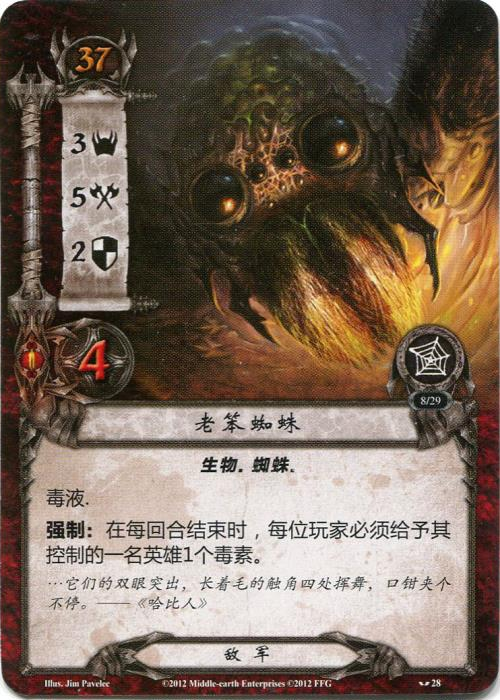 37
3
5
2
4
8/29
老笨蜘蛛
生物. 蜘蛛.
毒液.
强制：在每回合结束时，每位玩家必须给予其
控制的一名英雄1个毒素。
…它们的双眼突出，长着毛的触角四处挥舞，口钳夹个
不停。——《哈比人》
敌军
Illus. Jim Pavelec ©2012 Middle-earth Enterprises ©2012 FFG 28